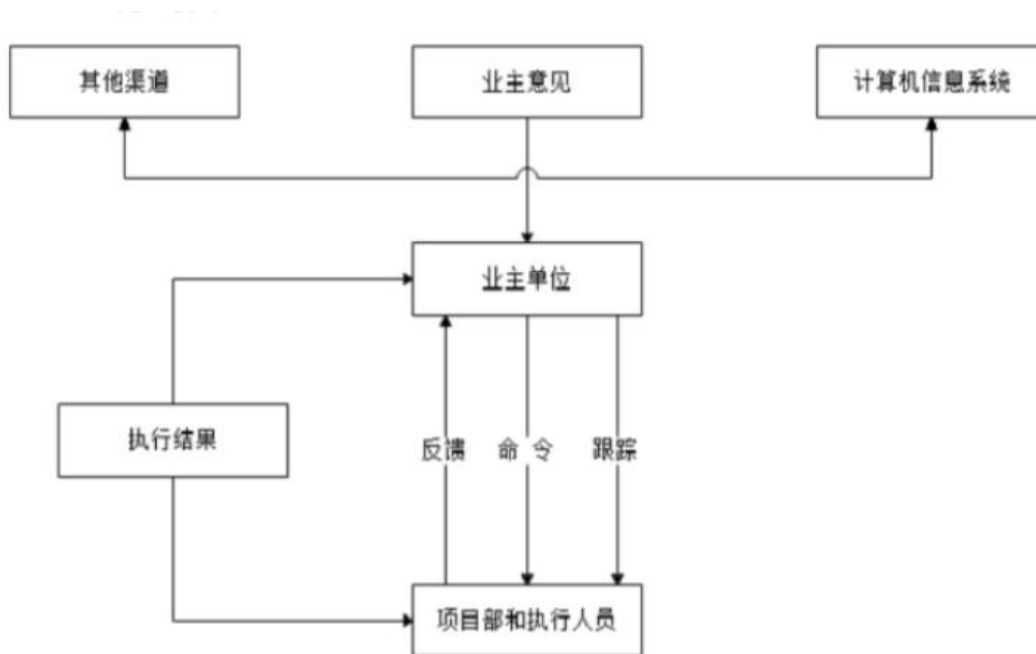 其他渠道
业主意见
计算机信息系统
业主单位
执行结果
反馈
命令
跟踪
项目部和执行人员